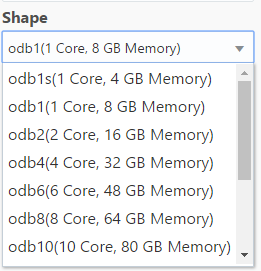 Shape
odb1(1 Core, 8 GB Memory)
odb1s(1 Core, 4 GB Memory)
odb1(1 Core, 8 GB Memory)
odb2(2 Core, 16 GB Memory)
odb4(4 Core, 32 GB Memory)
odb6(6 Core, 48 GB Memory)
odb8(8 Core, 64 GB Memory)
odb10(10 Core, 80 GB Memory)